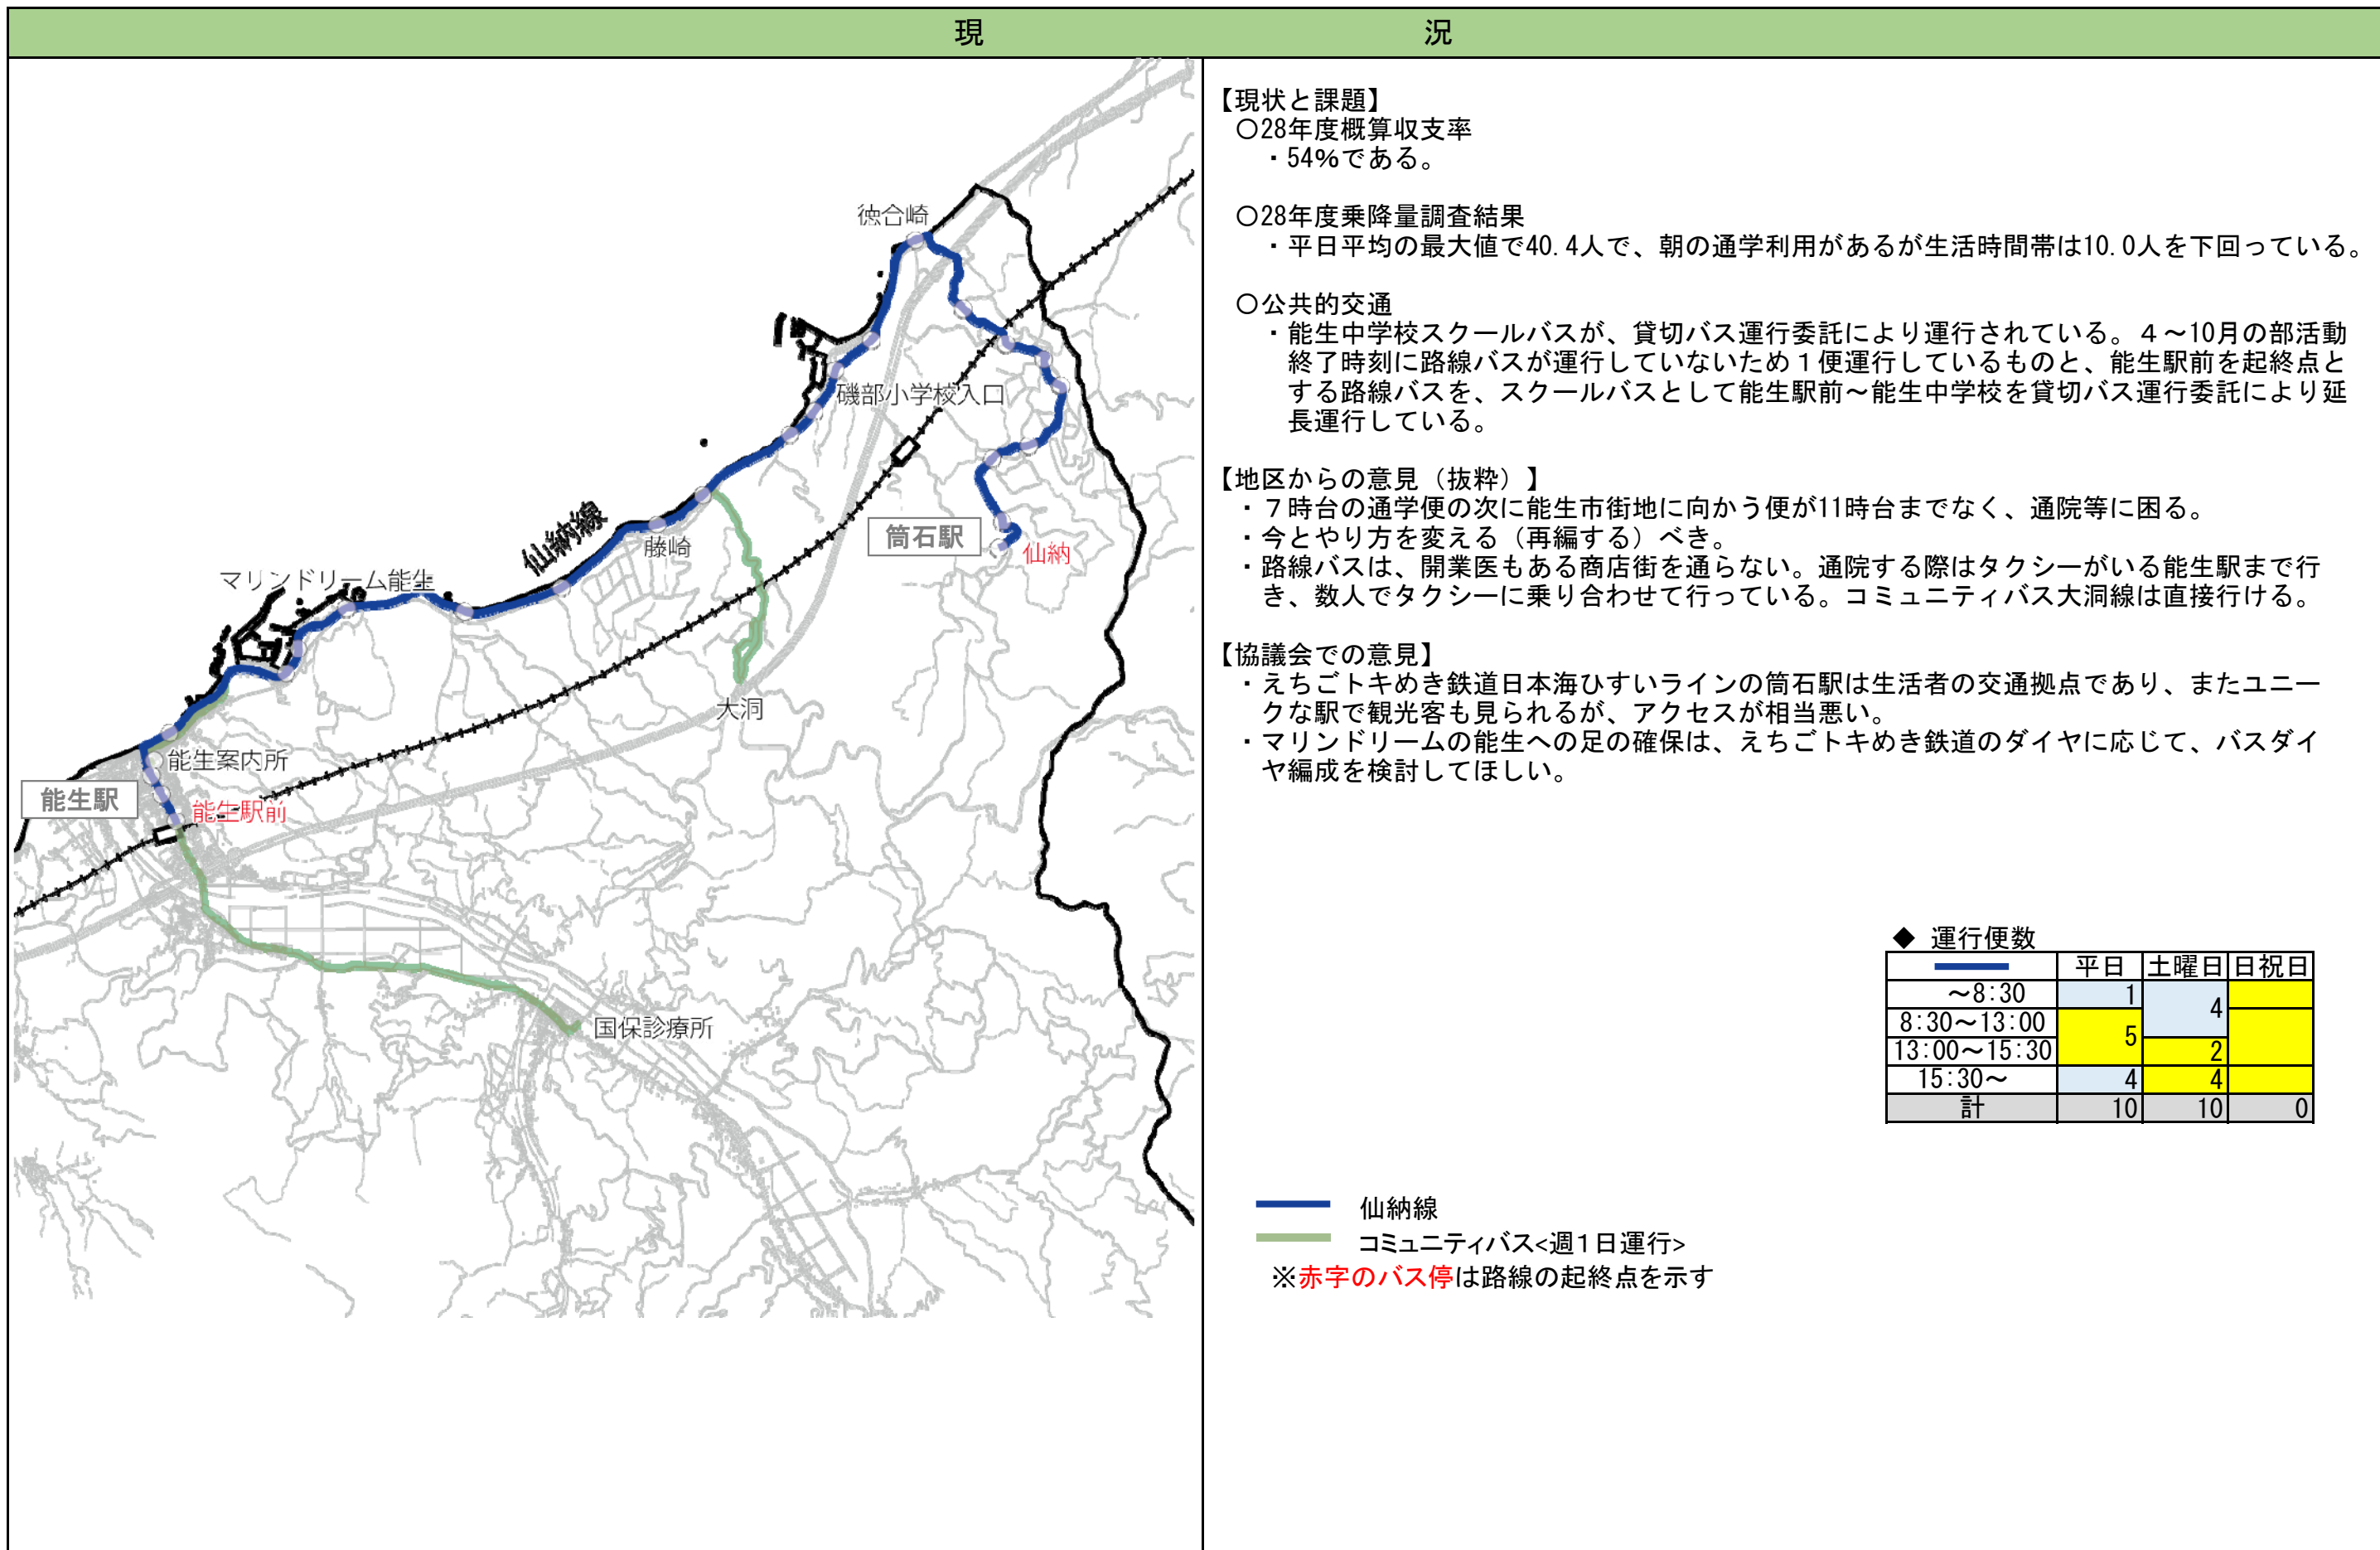 現　況
徳合崎
磯部小学校入口
仙納線
藤崎
筒石駅
仙納
マリンドリーム能生
大洞
能生案内所
能生駅
能生駅前
国保診療所
【現状と課題】
○28年度概算収支率
・54%である。
○28年度乗降量調査結果
・平日平均の最大値で40.4人で、朝の通学利用があるが生活時間帯は10.0人を下回っている。
○公共的交通
・能生中学校スクールバスが、貸切バス運行委託により運行されている。４～10月の部活動
終了時刻に路線バスが運行していないため１便運行しているものと、能生駅前を起終点と
する路線バスを、スクールバスとして能生駅前～能生中学校を貸切バス運行委託により延
長運行している。
【地区からの意見（抜粋）】
・７時台の通学便の次に能生市街地に向かう便が11時台までなく、通院等に困る。
・今とやり方を変える（再編する）べき。
・路線バスは、開業医もある商店街を通らない。通院する際はタクシーがいる能生駅まで行
き、数人でタクシーに乗り合わせて行っている。コミュニティバス大洞線は直接行ける。
【協議会での意見】
・えちごトキめき鉄道日本海ひすいラインの筒石駅は生活者の交通拠点であり、またユニー
クな駅で観光客も見られるが、アクセスが相当悪い。
・マリンドリームの能生への足の確保は、えちごトキめき鉄道のダイヤに応じて、バスダイ
ヤ編成を検討してほしい。
◆ 運行便数
平日 土曜日 日祝日
～8:30 1 4
8:30～13:00 5
13:00～15:30 2
15:30～ 4 4
計 10 10 0
仙納線
コミュニティバス<週１日運行>
※赤字のバス停は路線の起終点を示す